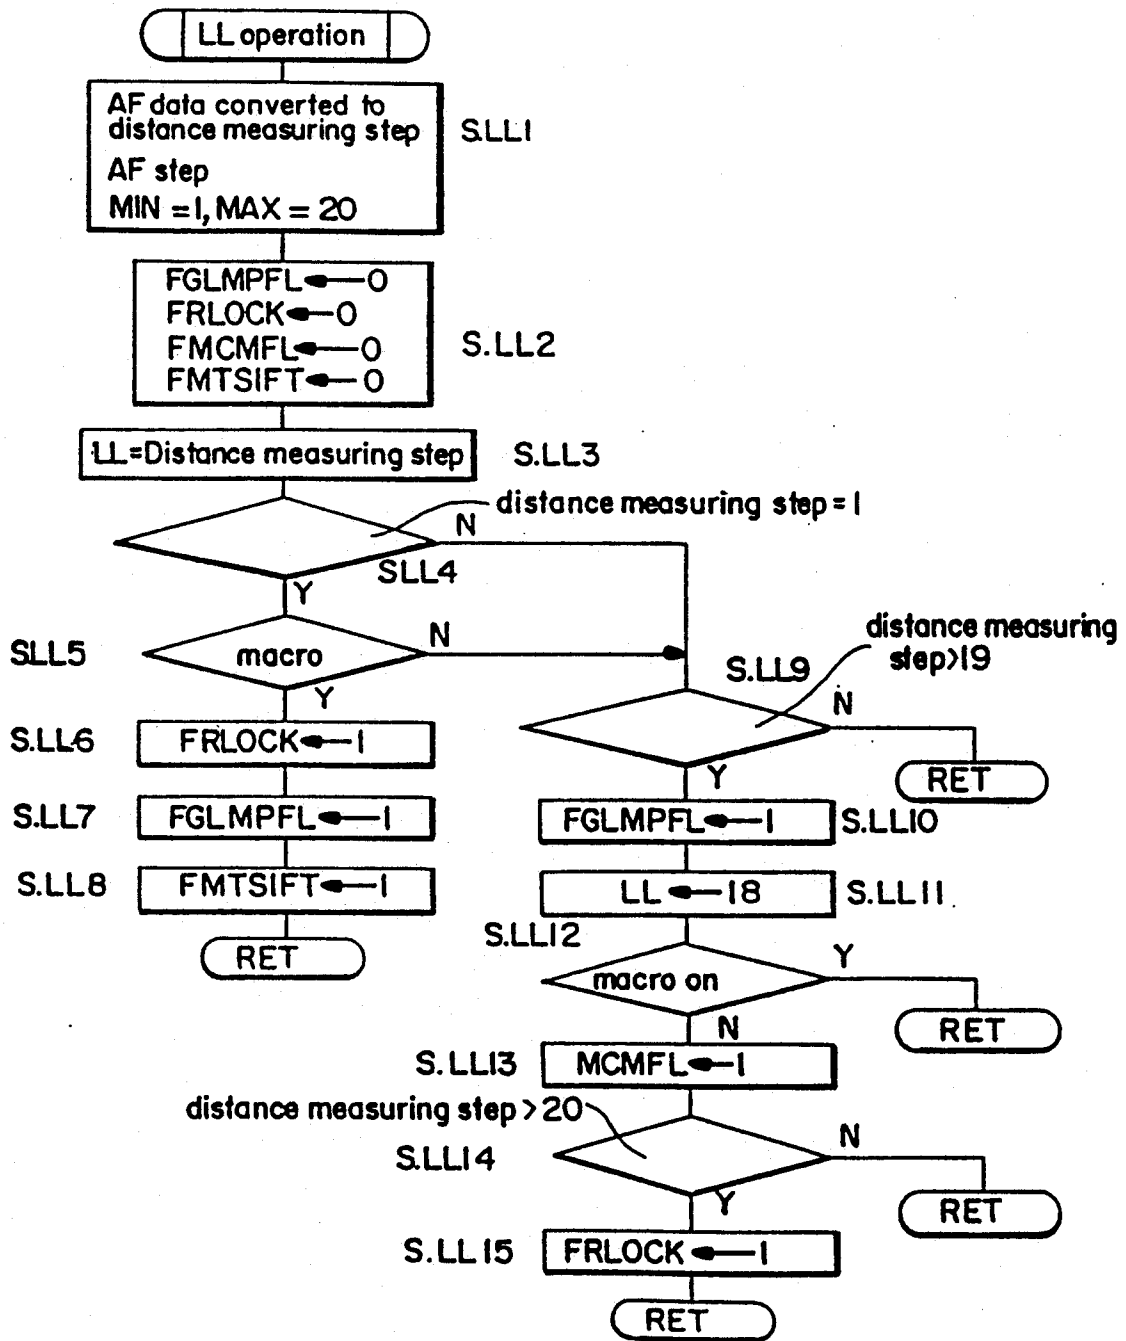 LL operation
AF data converted to
distance measuring step
AF step
MIN = 1, MAX = 20
S.LL1
FGLMPFL←0
FRLOCK←0
FMCMFL←0
FMTSIFT←0
S.LL2
LL=Distance measuring step
S.LL3
distance measuring step = 1
N
SLL4
Y
SLL5
macro
N
Y
S.LL6
FRLOCK←1
S.LL7
FGLMPFL←1
S.LL8
FMTSIFT←1
RET
distance measuring
step>19
S.LL9
N
RET
Y
FGLMPFL←1
S.LL10
LL←18
S.LL11
S.LL12
macro on
Y
RET
N
S.LL13
MCMFL←1
distance measuring step > 20
S.LL14
N
RET
Y
S.LL15
FRLOCK←1
RET